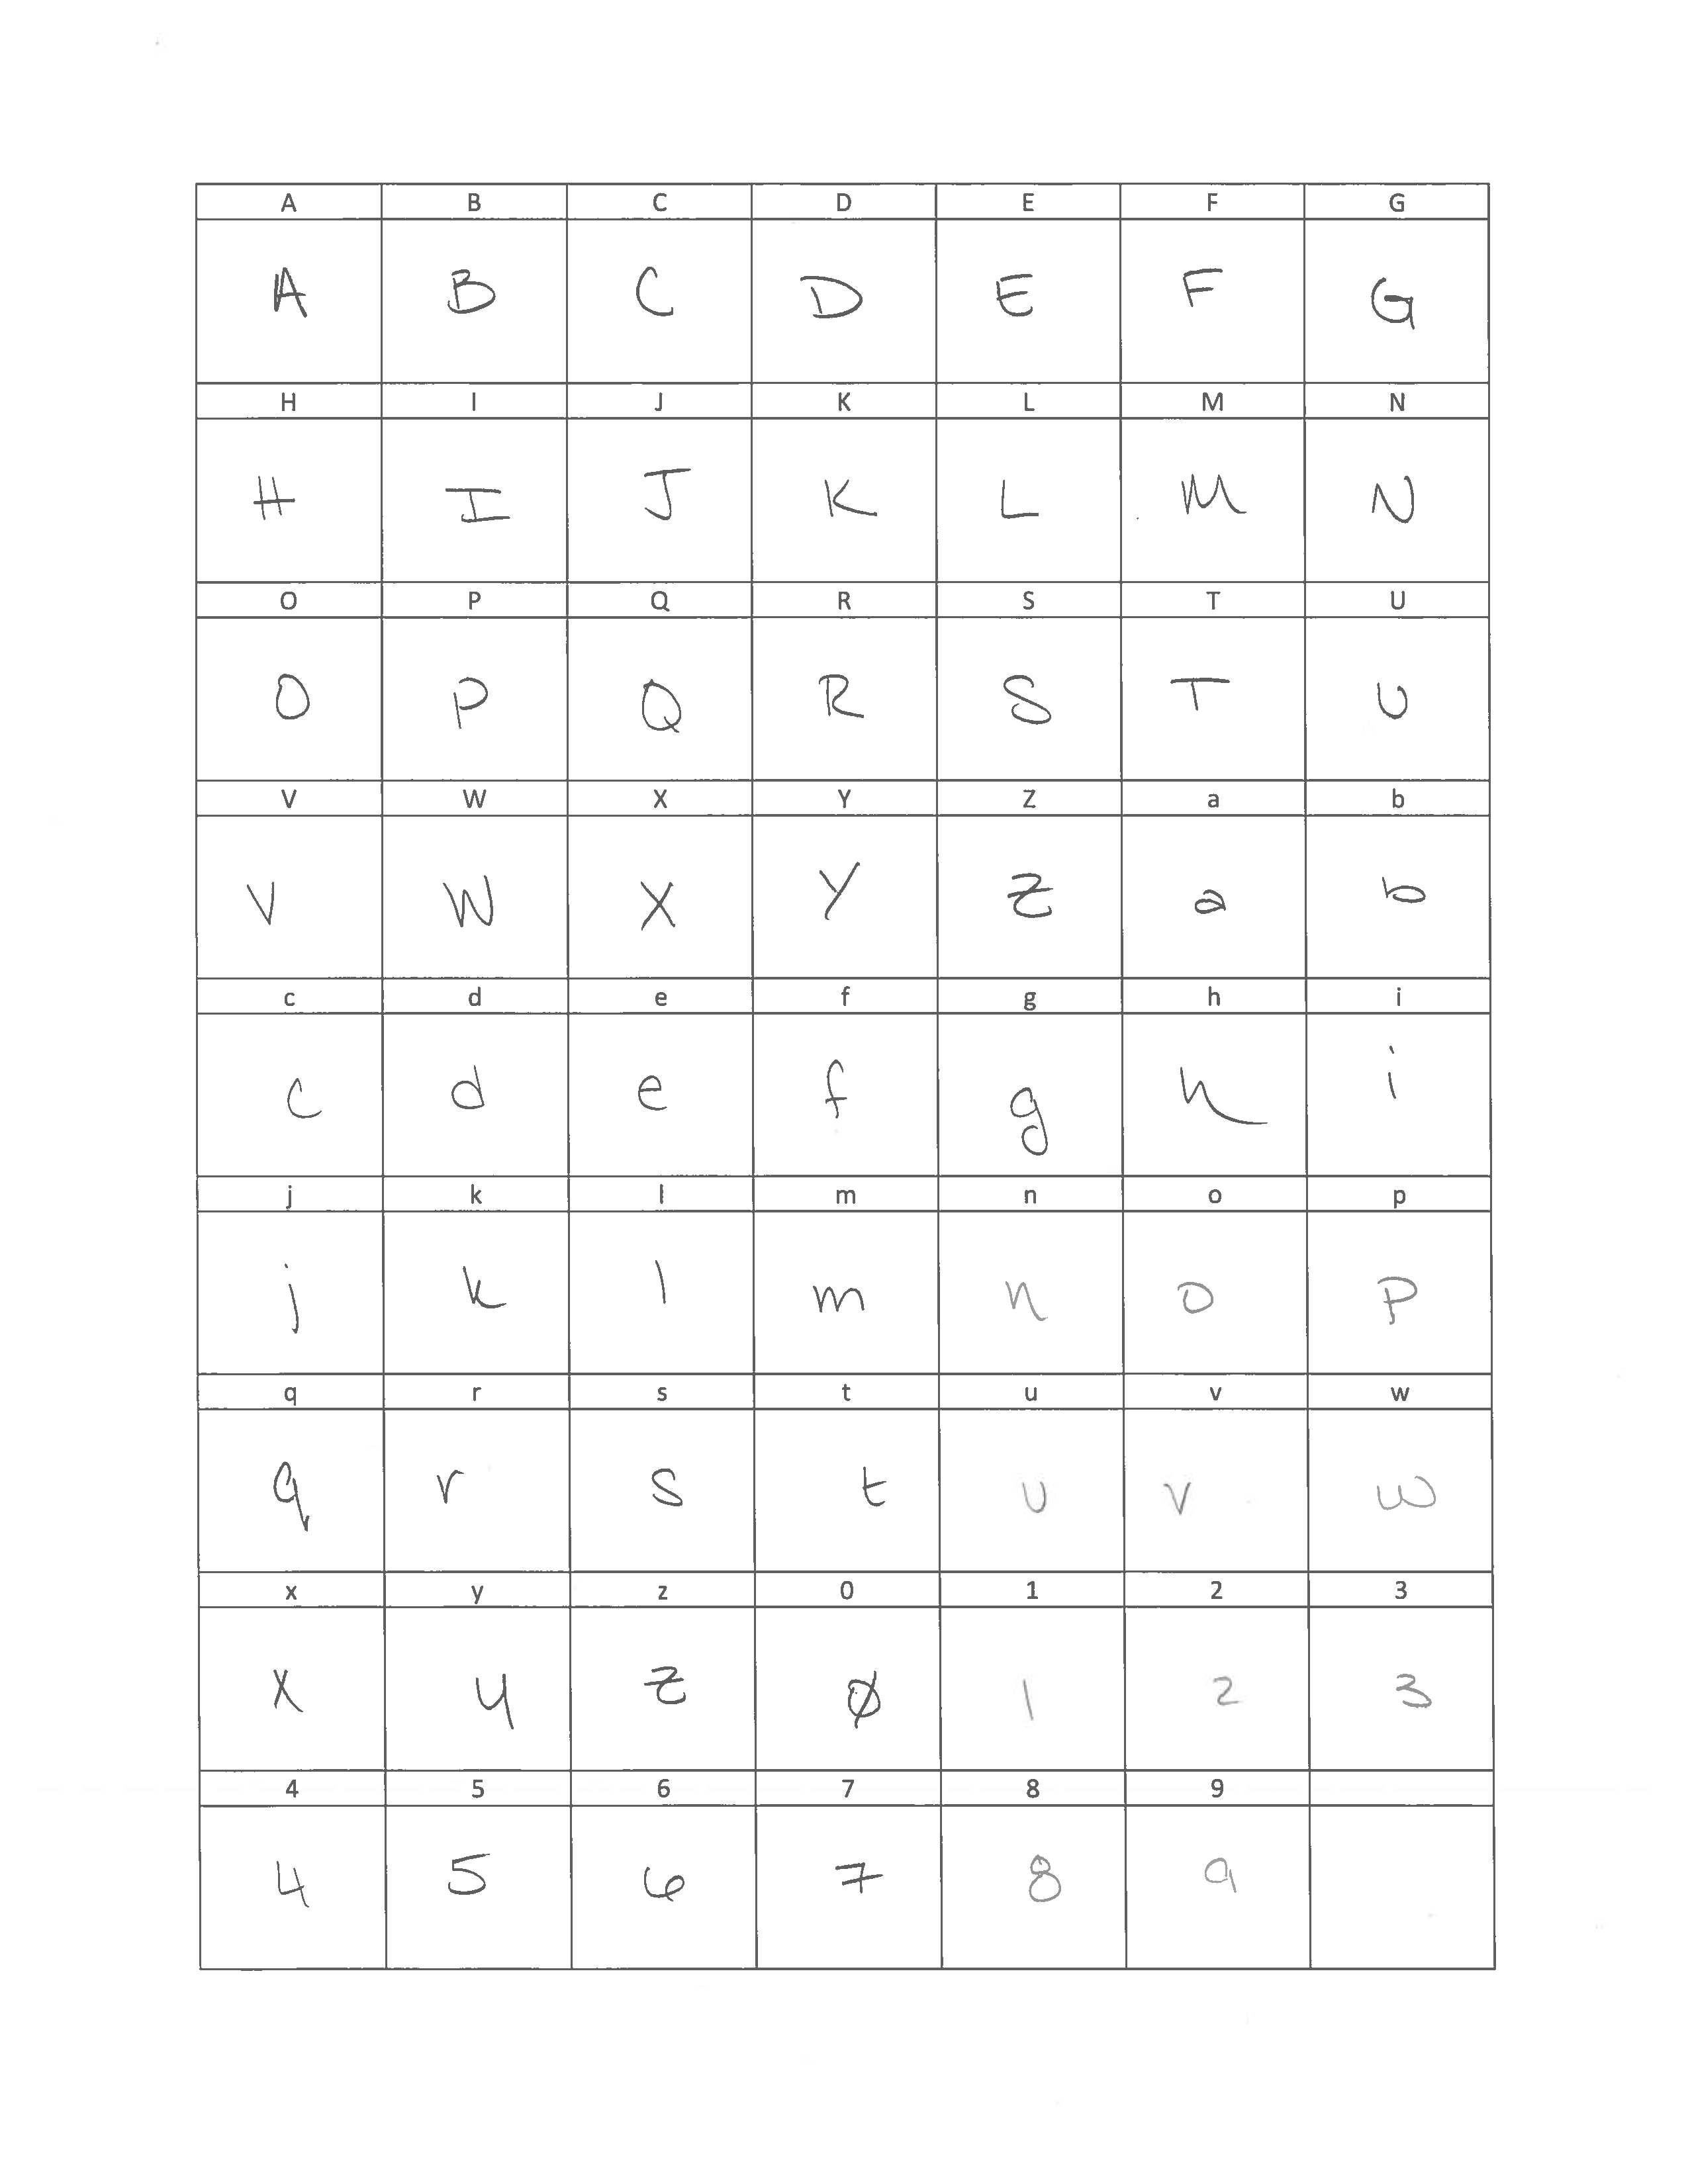 A B C D E F G
A B C D E F G
H I J K L M N
H I J K L M N
O P Q R S T U
O P Q R S T U
V W X Y Z a b
V W X Y Z a b
c d e f g h i
c d e f g h i
j k l m n o p
j k l m n o p
q r s t u v w
q r s t u v w
x y z 0 1 2 3
x y z 0 1 2 3
4 5 6 7 8 9
4 5 6 7 8 9